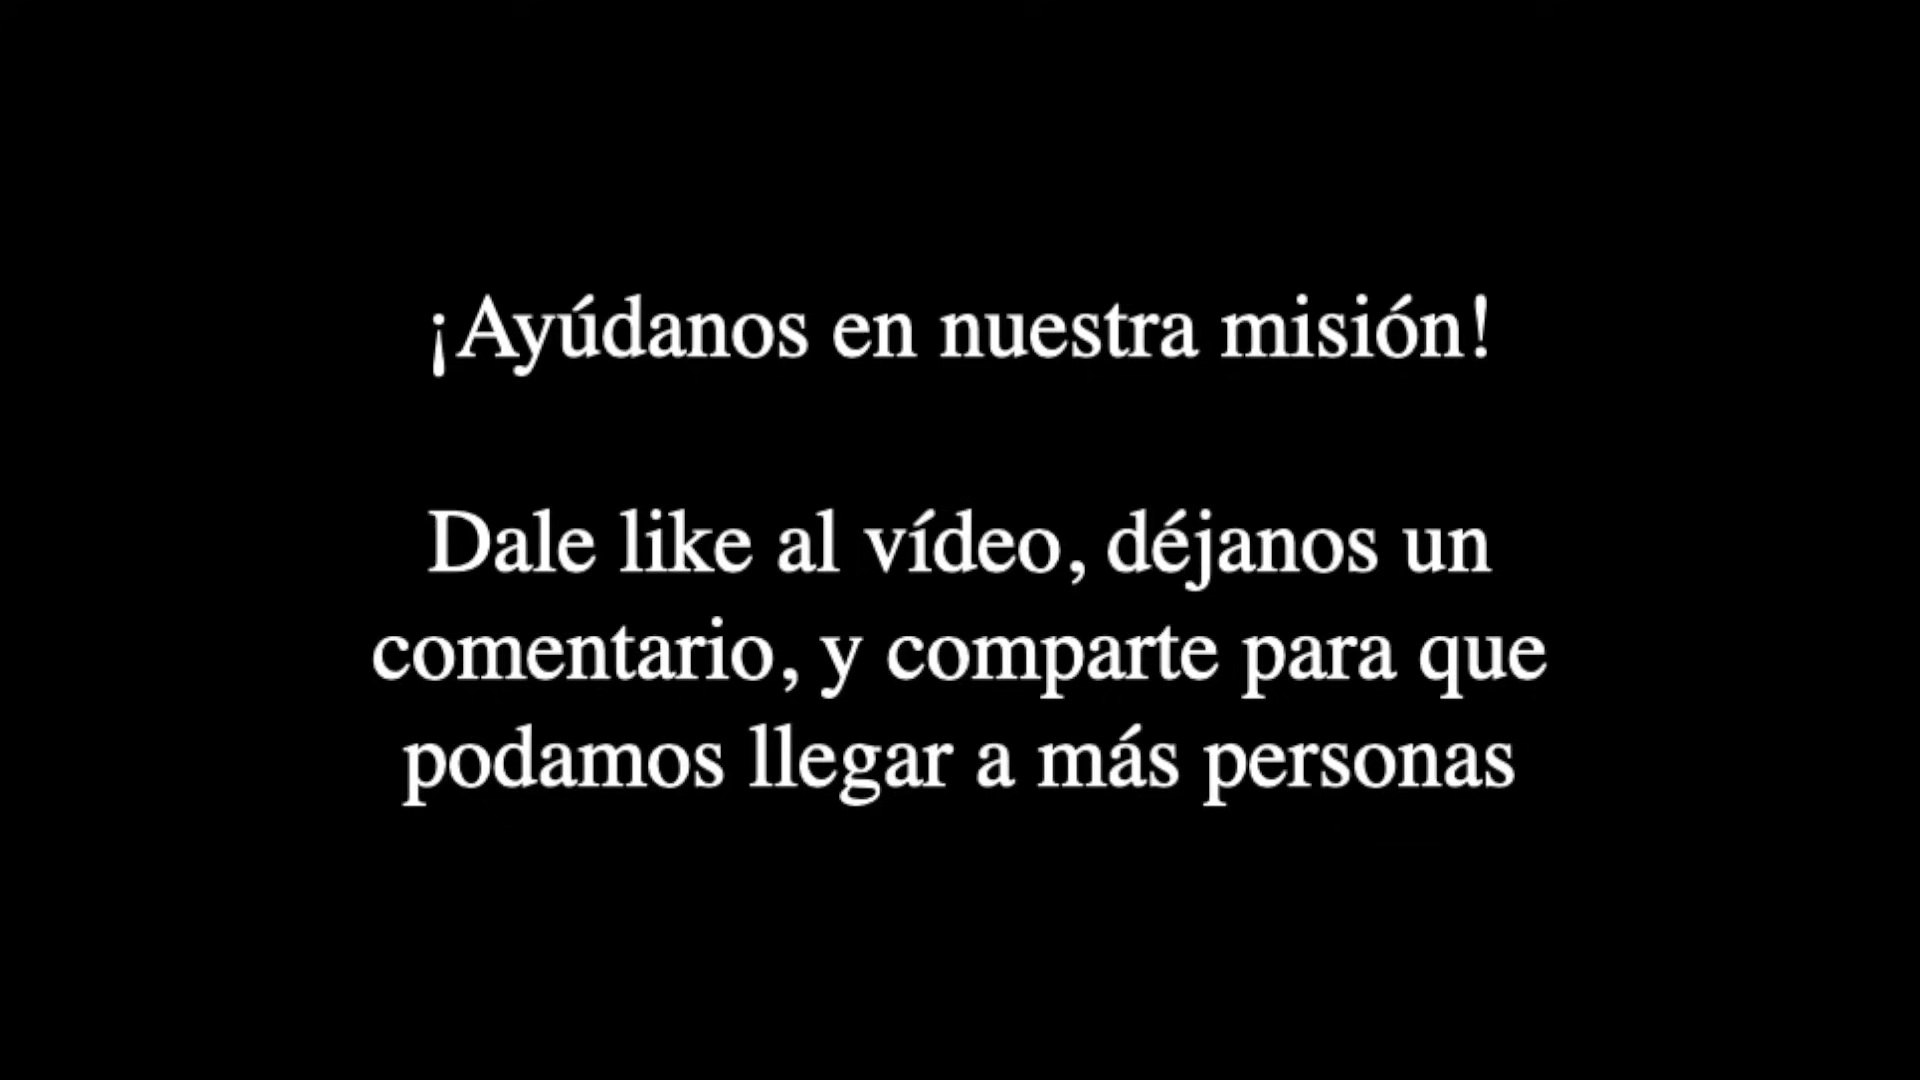 ¡Ayúdanos en nuestra misión!
Dale like al vídeo, déjanos un
comentario, y comparte para que
podamos llegar a más personas